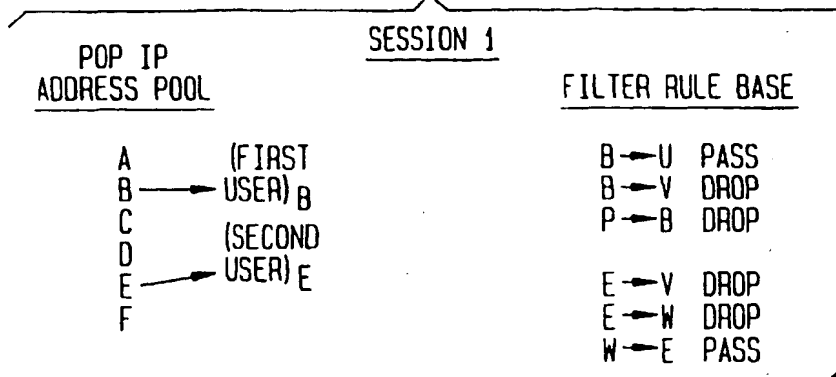 SESSION 1
POP IP
ADDRESS POOL
A
B
C
D
E
F
(FIRST
USER) B
(SECOND
USER) E
FILTER RULE BASE
B→U PASS
B→V DROP
P→B DROP
E→V DROP
E→W DROP
W→E PASS